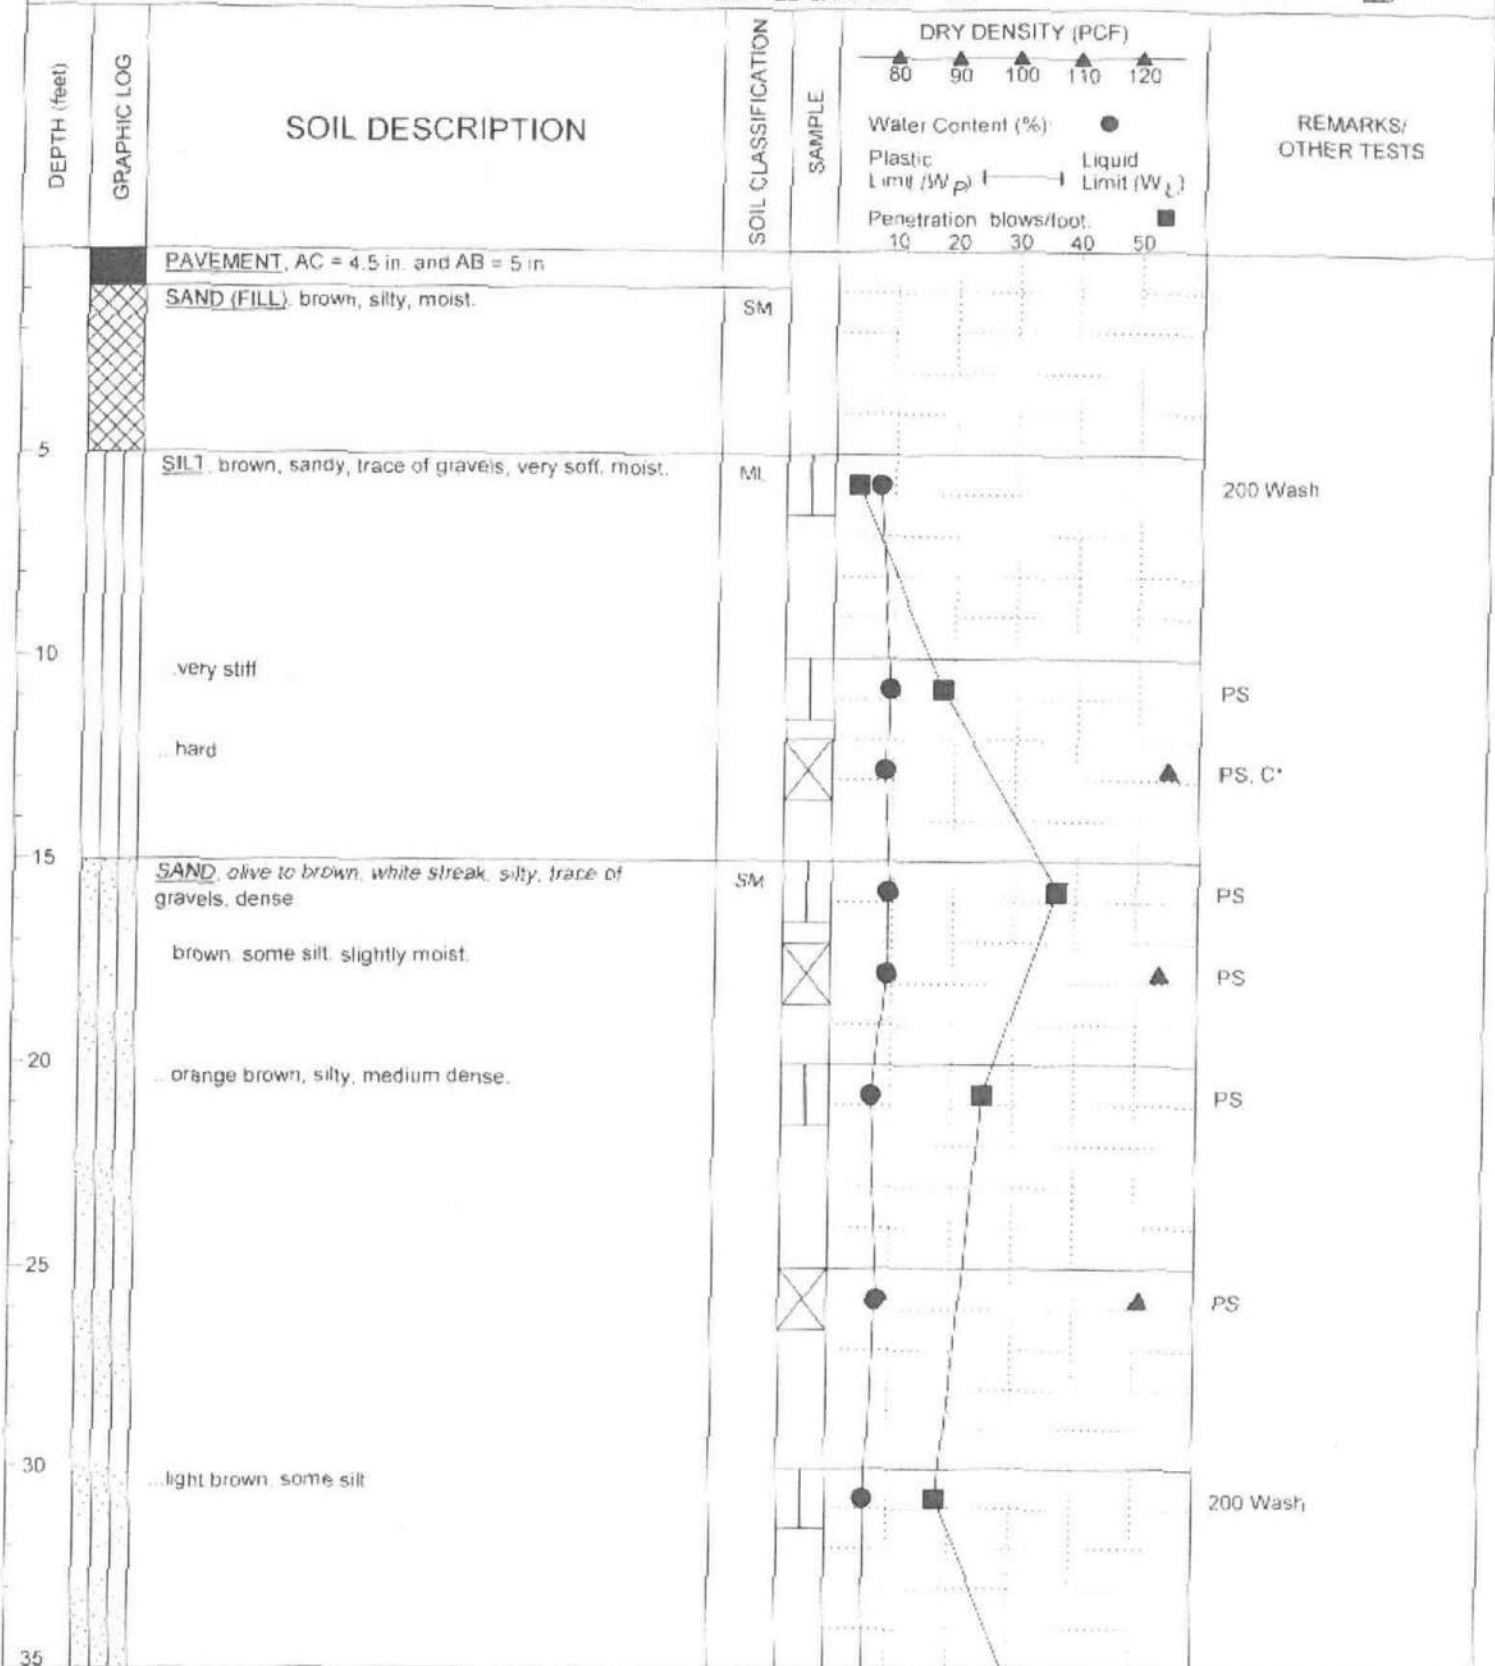 DEPTH (feet)
GRAPHIC LOG
SOIL DESCRIPTION
SOIL CLASSIFICATION
SAMPLE
DRY DENSITY (PCF)
80 90 100 110 120
Water Content (%)
Plastic Liquid
Limit (W P) Limit (W L)
Penetration blows/foot.
10 20 30 40 50
REMARKS/
OTHER TESTS
PAVEMENT, AC = 4.5 in. and AB = 5 in
SAND (FILL), brown, silty, moist.
SM
5
SILT, brown, sandy, trace of gravels, very soft, moist.
ML
200 Wash
10
..very stiff
PS
...hard
PS, C*
15
SAND, olive to brown, white streak, silty, trace of
gravels, dense
SM
PS
brown, some silt, slightly moist.
PS
20
...orange brown, silty, medium dense.
PS
25
PS
30
...light brown, some silt
200 Wash
35